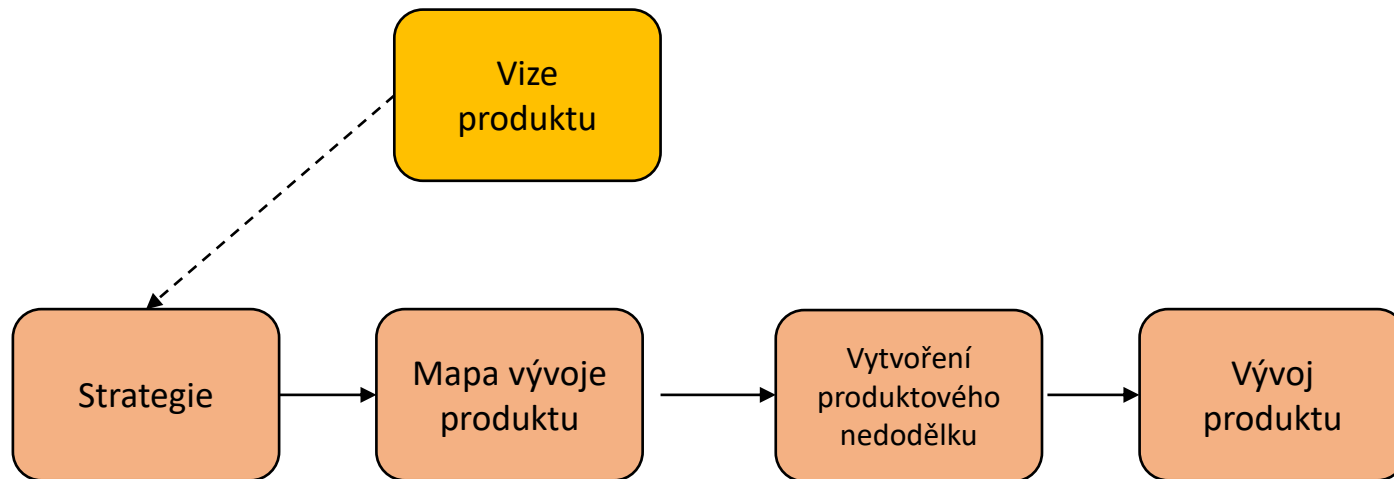 Vize
produktu
Strategie
Mapa vývoje
produktu
Vytvoření
produktového
nedodělku
Vývoj
produktu